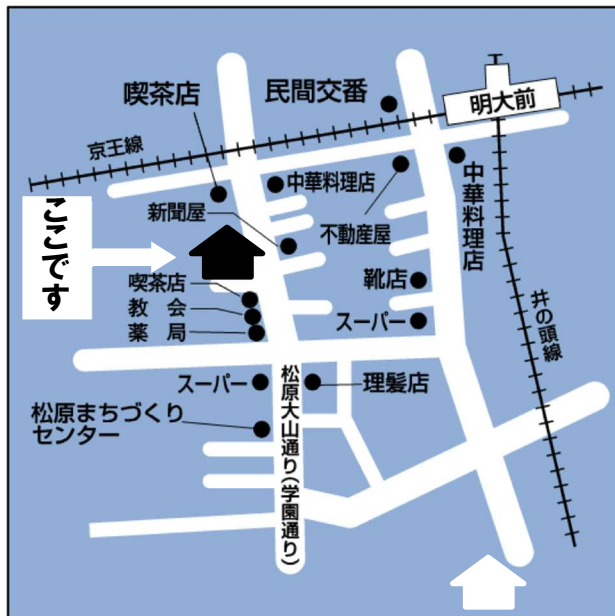 喫茶店
民間交番
明大前
京王線
中華料理店
中華料理店
新聞屋
不動産屋
ここです
喫茶店
教　会
薬　局
靴店
スーパー
井の頭線
スーパー
理髪店
松原まちづくり
センター
松原大山通り(学園通り)